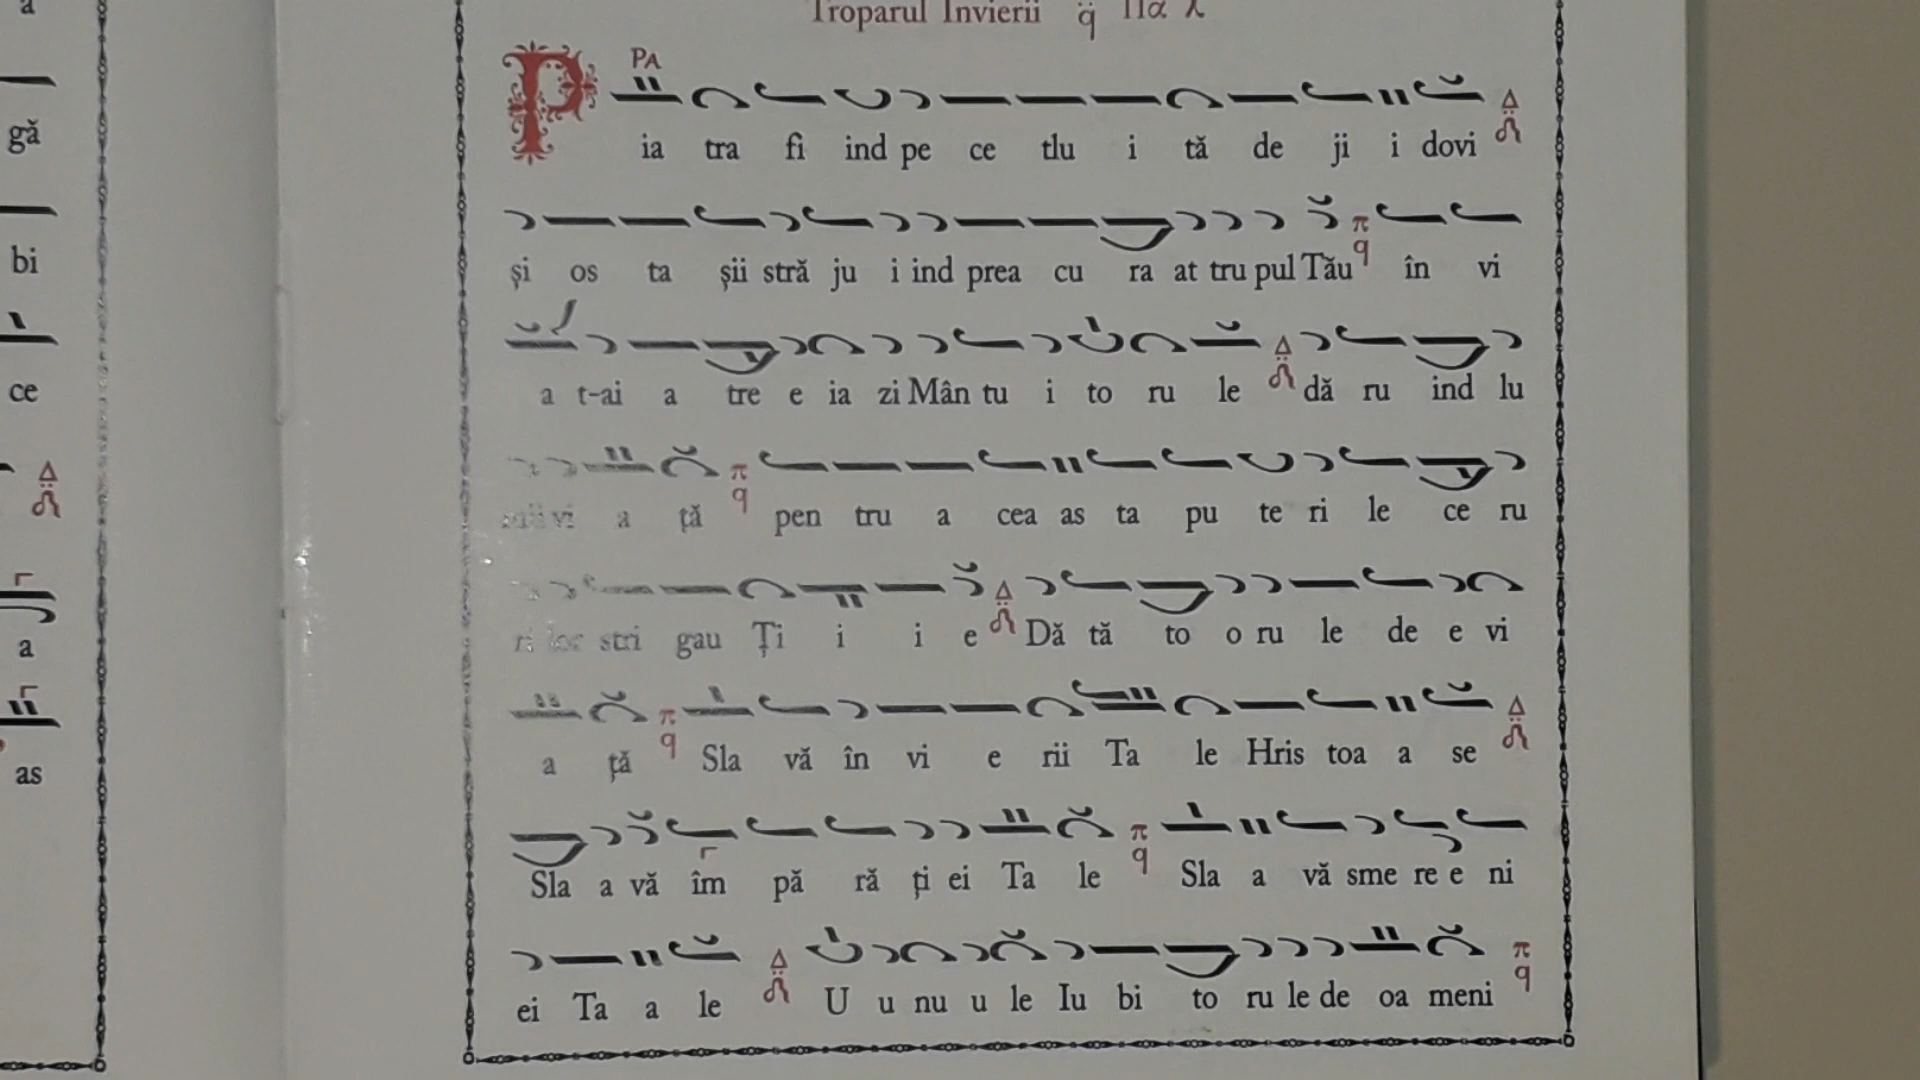 a
gă
bi
ce
a
as
Troparul Învierii
PA
P ia tra fi ind pe ce tlu i tă de ji i dovi
și os ta șii stră ju i ind prea cu ra at tru pul Tău în vi
a t-ai a tre e ia zi Mân tu i to ru le dă ru ind lu
vi a ță pen tru a cea as ta pu te ri le ce ru
ri lor stri gau Ți i i e Dă tă to o ru le de e vi
a ță Sla vă în vi e rii Ta le Hris toa a se
Sla a vă îm pă ră ți ei Ta le Sla a vă sme re e ni
ei Ta a le U u nu u le Iu bi to ru le de oa meni